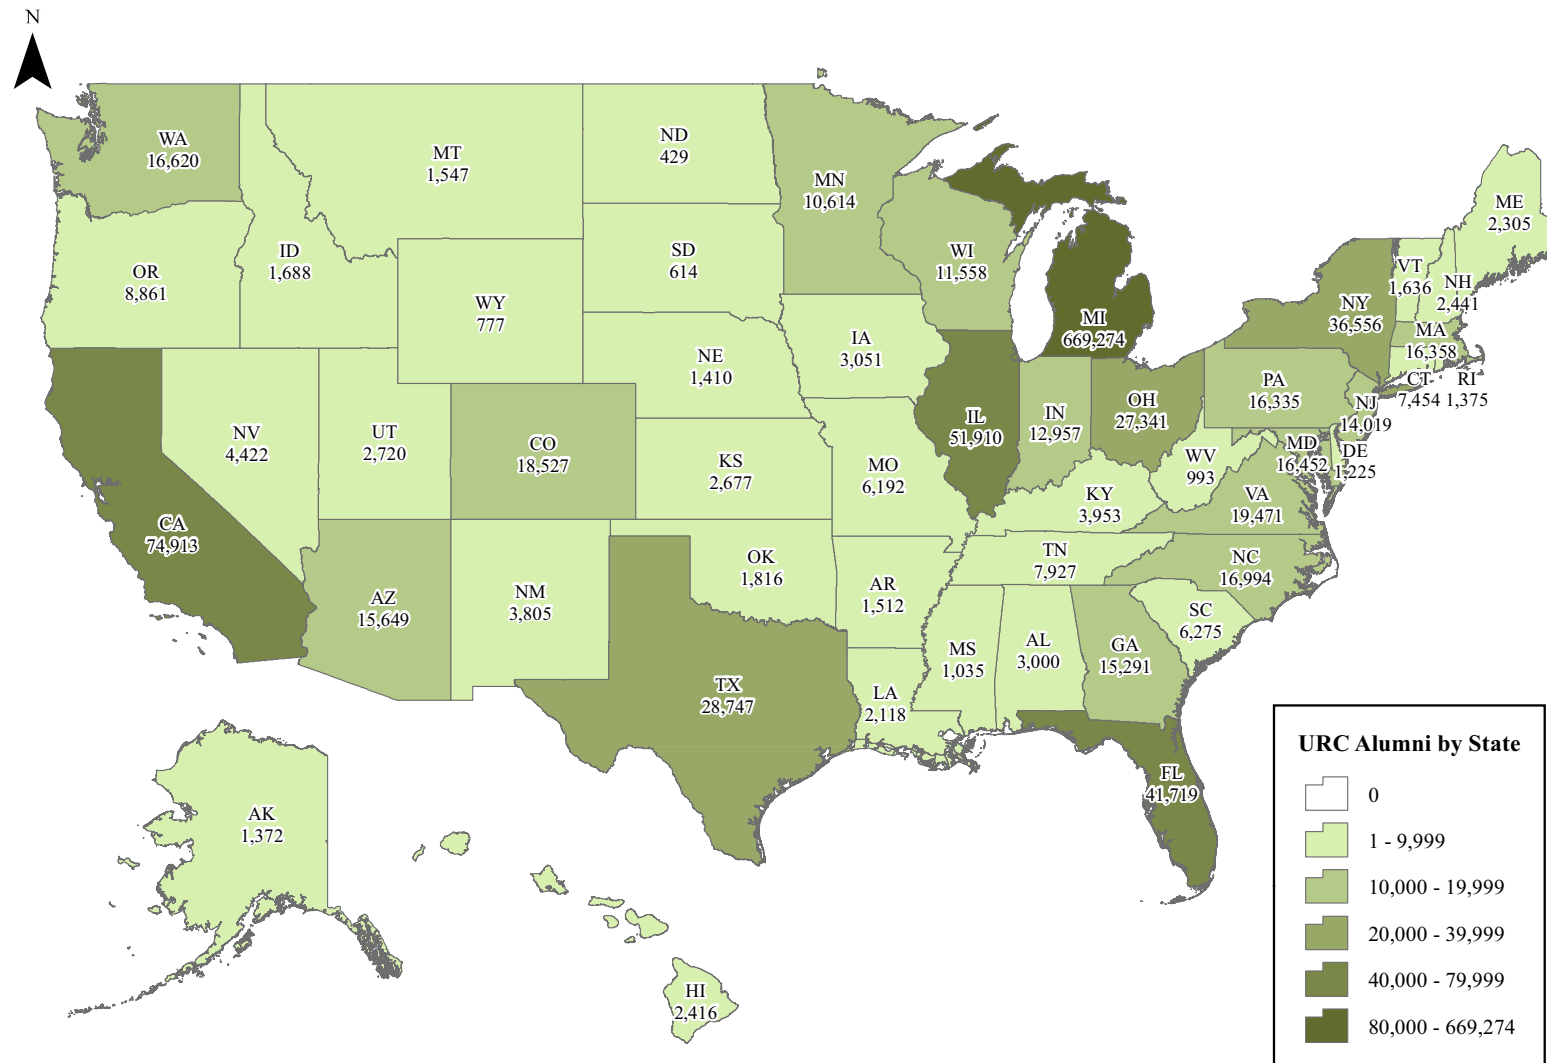 N
WA
16,620
MT
1,547
ND
429
MN
10,614
ME
2,305
OR
8,861
ID
1,688
SD
614
WI
11,558
VT
1,636
NH
2,441
WY
777
MI
669,274
NY
36,556
MA
16,358
NE
1,410
IA
3,051
CT
7,454
RI
1,375
PA
16,335
NJ
14,019
NV
4,422
UT
2,720
CO
18,527
IL
51,910
IN
12,957
OH
27,341
KS
2,677
MO
6,192
WV
993
MD
16,452
DE
1,225
CA
74,913
KY
3,953
VA
19,471
AZ
15,649
NM
3,805
OK
1,816
AR
1,512
TN
7,927
NC
16,994
SC
6,275
MS
1,035
AL
3,000
GA
15,291
TX
28,747
LA
2,118
FL
41,719
AK
1,372
HI
2,416
URC Alumni by State
0
1 - 9,999
10,000 - 19,999
20,000 - 39,999
40,000 - 79,999
80,000 - 669,274